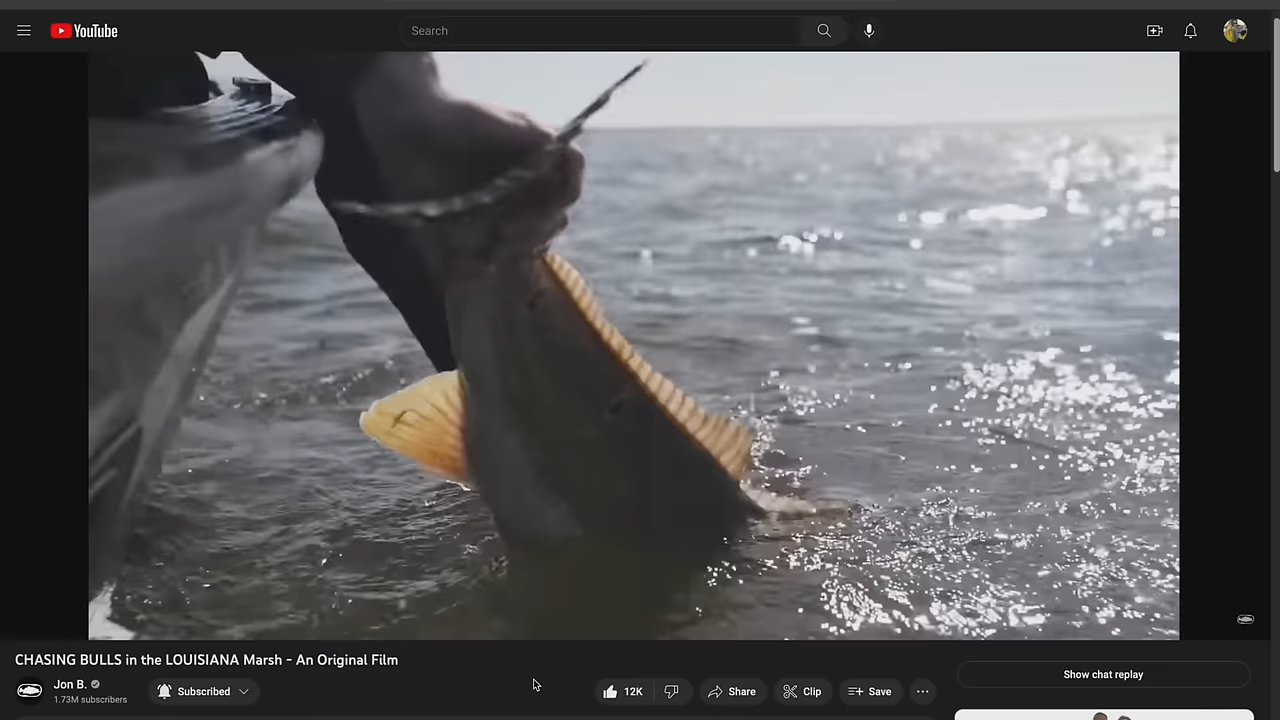 YouTube
Search
CHASING BULLS in the LOUISIANA Marsh - An Original Film
Jon B.
1.73M subscribers
Subscribed
12K
Share
Clip
Save
Show chat replay